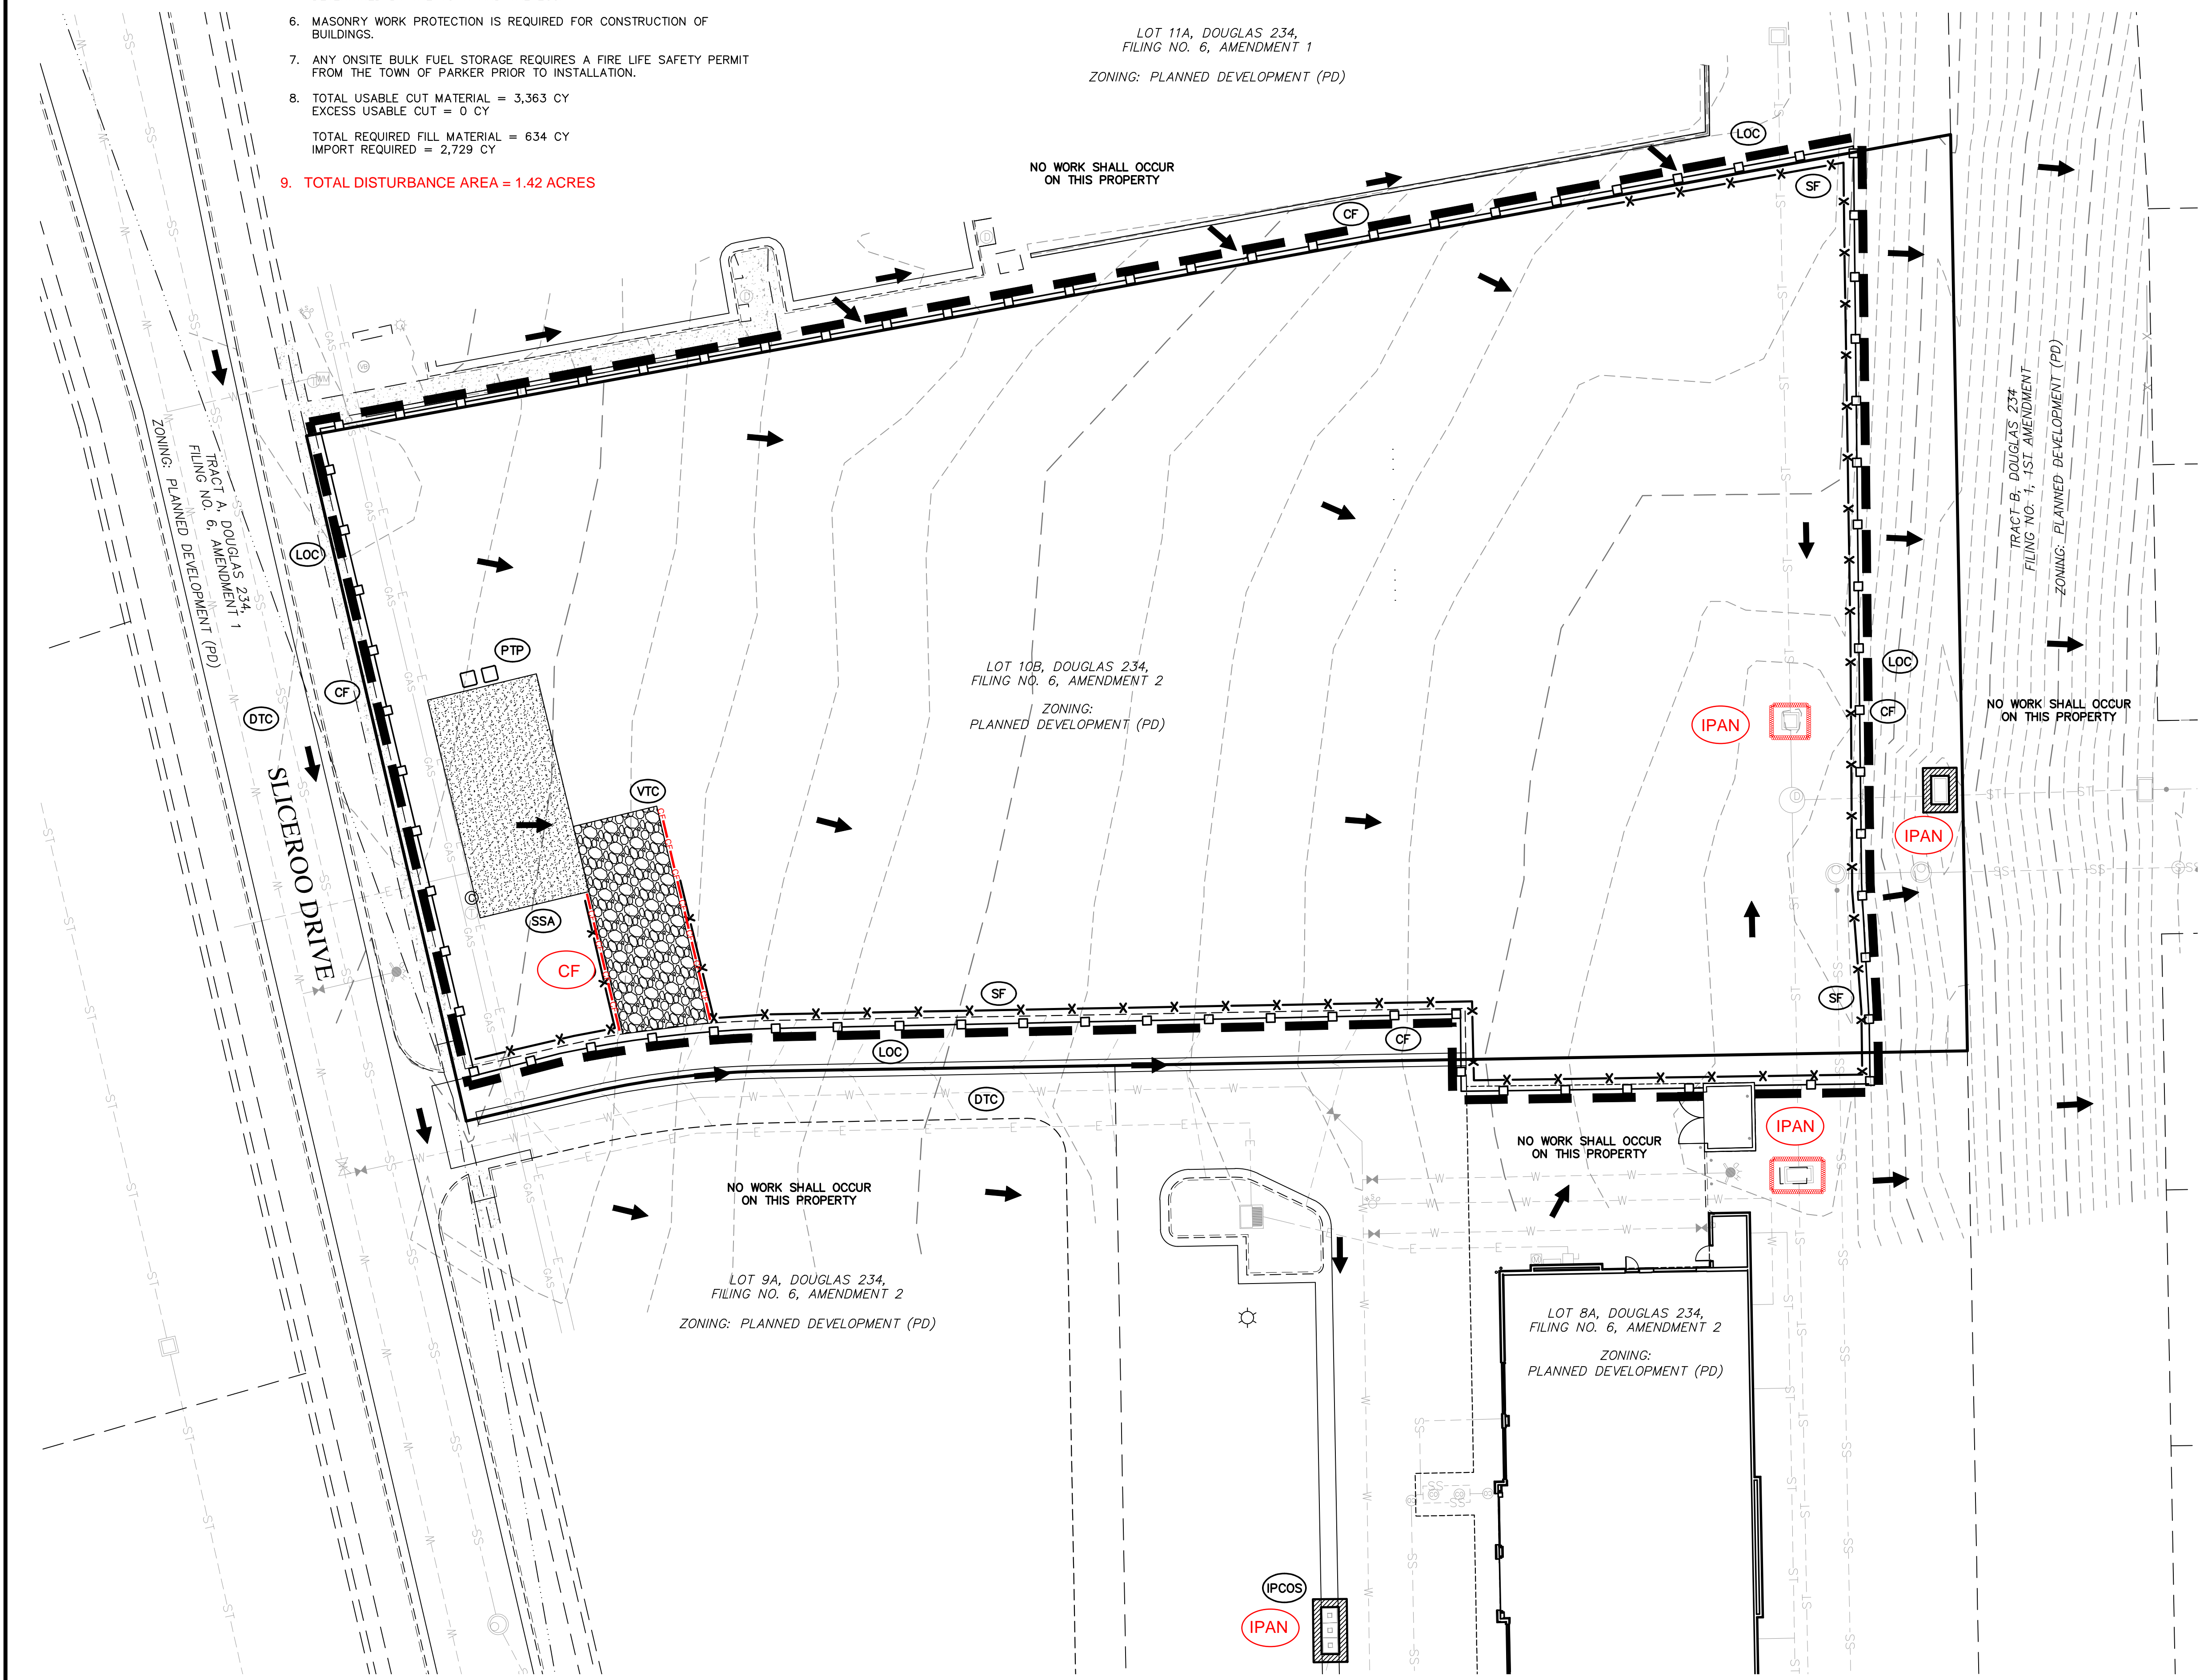 6. MASONRY WORK PROTECTION IS REQUIRED FOR CONSTRUCTION OF
BUILDINGS.
7. ANY ONSITE BULK FUEL STORAGE REQUIRES A FIRE LIFE SAFETY PERMIT
FROM THE TOWN OF PARKER PRIOR TO INSTALLATION.
8. TOTAL USABLE CUT MATERIAL = 3,363 CY
EXCESS USABLE CUT = 0 CY
TOTAL REQUIRED FILL MATERIAL = 634 CY
IMPORT REQUIRED = 2,729 CY
9. TOTAL DISTURBANCE AREA = 1.42 ACRES
LOT 11A, DOUGLAS 234,
FILING NO. 6, AMENDMENT 1
ZONING: PLANNED DEVELOPMENT (PD)
NO WORK SHALL OCCUR
ON THIS PROPERTY
LOC
SF
CF
TRACT A, DOUGLAS 234,
FILING NO. 6, AMENDMENT 1
ZONING: PLANNED DEVELOPMENT (PD)
LOC
CF
DTC
SLICEROO DRIVE
PTP
VTC
SSA
CF
LOT 10B, DOUGLAS 234,
FILING NO. 6, AMENDMENT 2
ZONING:
PLANNED DEVELOPMENT (PD)
TRACT B, DOUGLAS 234
FILING NO. 1, 1ST AMENDMENT
ZONING: PLANNED DEVELOPMENT (PD)
LOC
CF
NO WORK SHALL OCCUR
ON THIS PROPERTY
IPAN
IPAN
SF
SF
CF
LOC
DTC
IPAN
NO WORK SHALL OCCUR
ON THIS PROPERTY
NO WORK SHALL OCCUR
ON THIS PROPERTY
LOT 9A, DOUGLAS 234,
FILING NO. 6, AMENDMENT 2
ZONING: PLANNED DEVELOPMENT (PD)
LOT 8A, DOUGLAS 234,
FILING NO. 6, AMENDMENT 2
ZONING:
PLANNED DEVELOPMENT (PD)
IPCOS
IPAN